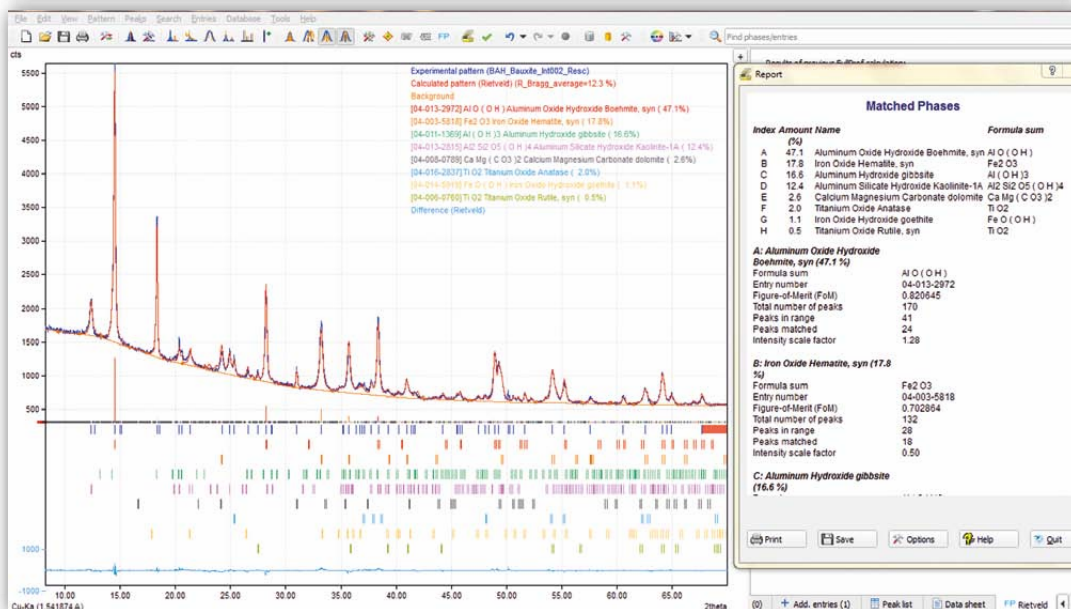 File Edit View Pattern Peaks Search Entries Database Tools Help
FP
Find phases/entries
cts
5500
5000
4500
4000
3500
3000
2500
2000
1500
1000
500
1000
-1000
Experimental pattern (BAH_Bauxite_Int002_Resc)
Calculated pattern (Rietveld) (R_Bragg_average=12.3 %)
Background
[04-013-2972] Al O ( O H ) Aluminum Oxide Hydroxide Boehmite, syn ( 47.1%)
[04-003-5818] Fe2 O3 Iron Oxide Hematite, syn ( 17.8%)
[04-011-1369] Al ( O H )3 Aluminum Hydroxide gibbsite ( 16.6%)
[04-013-2815] Al2 Si2 O5 ( O H )4 Aluminum Silicate Hydroxide Kaolinite-1A ( 12.4%)
[04-008-0789] Ca Mg ( C O3 )2 Calcium Magnesium Carbonate dolomite ( 2.6%)
[04-016-2837] Ti O2 Titanium Oxide Anatase ( 2.0%)
Fe O ( O H ) Iron Oxide Hydroxide goethite ( 1.1%)
[04-006-0760] Ti O2 Titanium Oxide Rutile, syn ( 0.5%)
Difference (Rietveld)
10.00 15.00 20.00 25.00 30.00 35.00 40.00 45.00 50.00 55.00 60.00 65.00
Cu-Ka (1.541874 A)
2theta
Report
Matched Phases
Index Amount Name Formula sum
(%)
A 47.1 Aluminum Oxide Hydroxide Boehmite, syn Al O ( O H )
B 17.8 Iron Oxide Hematite, syn Fe2 O3
C 16.6 Aluminum Hydroxide gibbsite Al ( O H )3
D 12.4 Aluminum Silicate Hydroxide Kaolinite-1A Al2 Si2 O5 ( O H )4
E 2.6 Calcium Magnesium Carbonate dolomite Ca Mg ( C O3 )2
F 2.0 Titanium Oxide Anatase Ti O2
G 1.1 Iron Oxide Hydroxide goethite Fe O ( O H )
H 0.5 Titanium Oxide Rutile, syn Ti O2
A: Aluminum Oxide Hydroxide
Boehmite, syn (47.1 %)
Formula sum Al O ( O H )
Entry number 04-013-2972
Figure-of-Merit (FoM) 0.820645
Total number of peaks 170
Peaks in range 41
Peaks matched 24
Intensity scale factor 1.28
B: Iron Oxide Hematite, syn (17.8
%)
Formula sum Fe2 O3
Entry number 04-003-5818
Figure-of-Merit (FoM) 0.702864
Total number of peaks 132
Peaks in range 28
Peaks matched 18
Intensity scale factor 0.50
C: Aluminum Hydroxide gibbsite
(16.6 %)
Print Save Options Help Quit
(0) Add. entries (1) Peak list Data sheet FP Rietveld